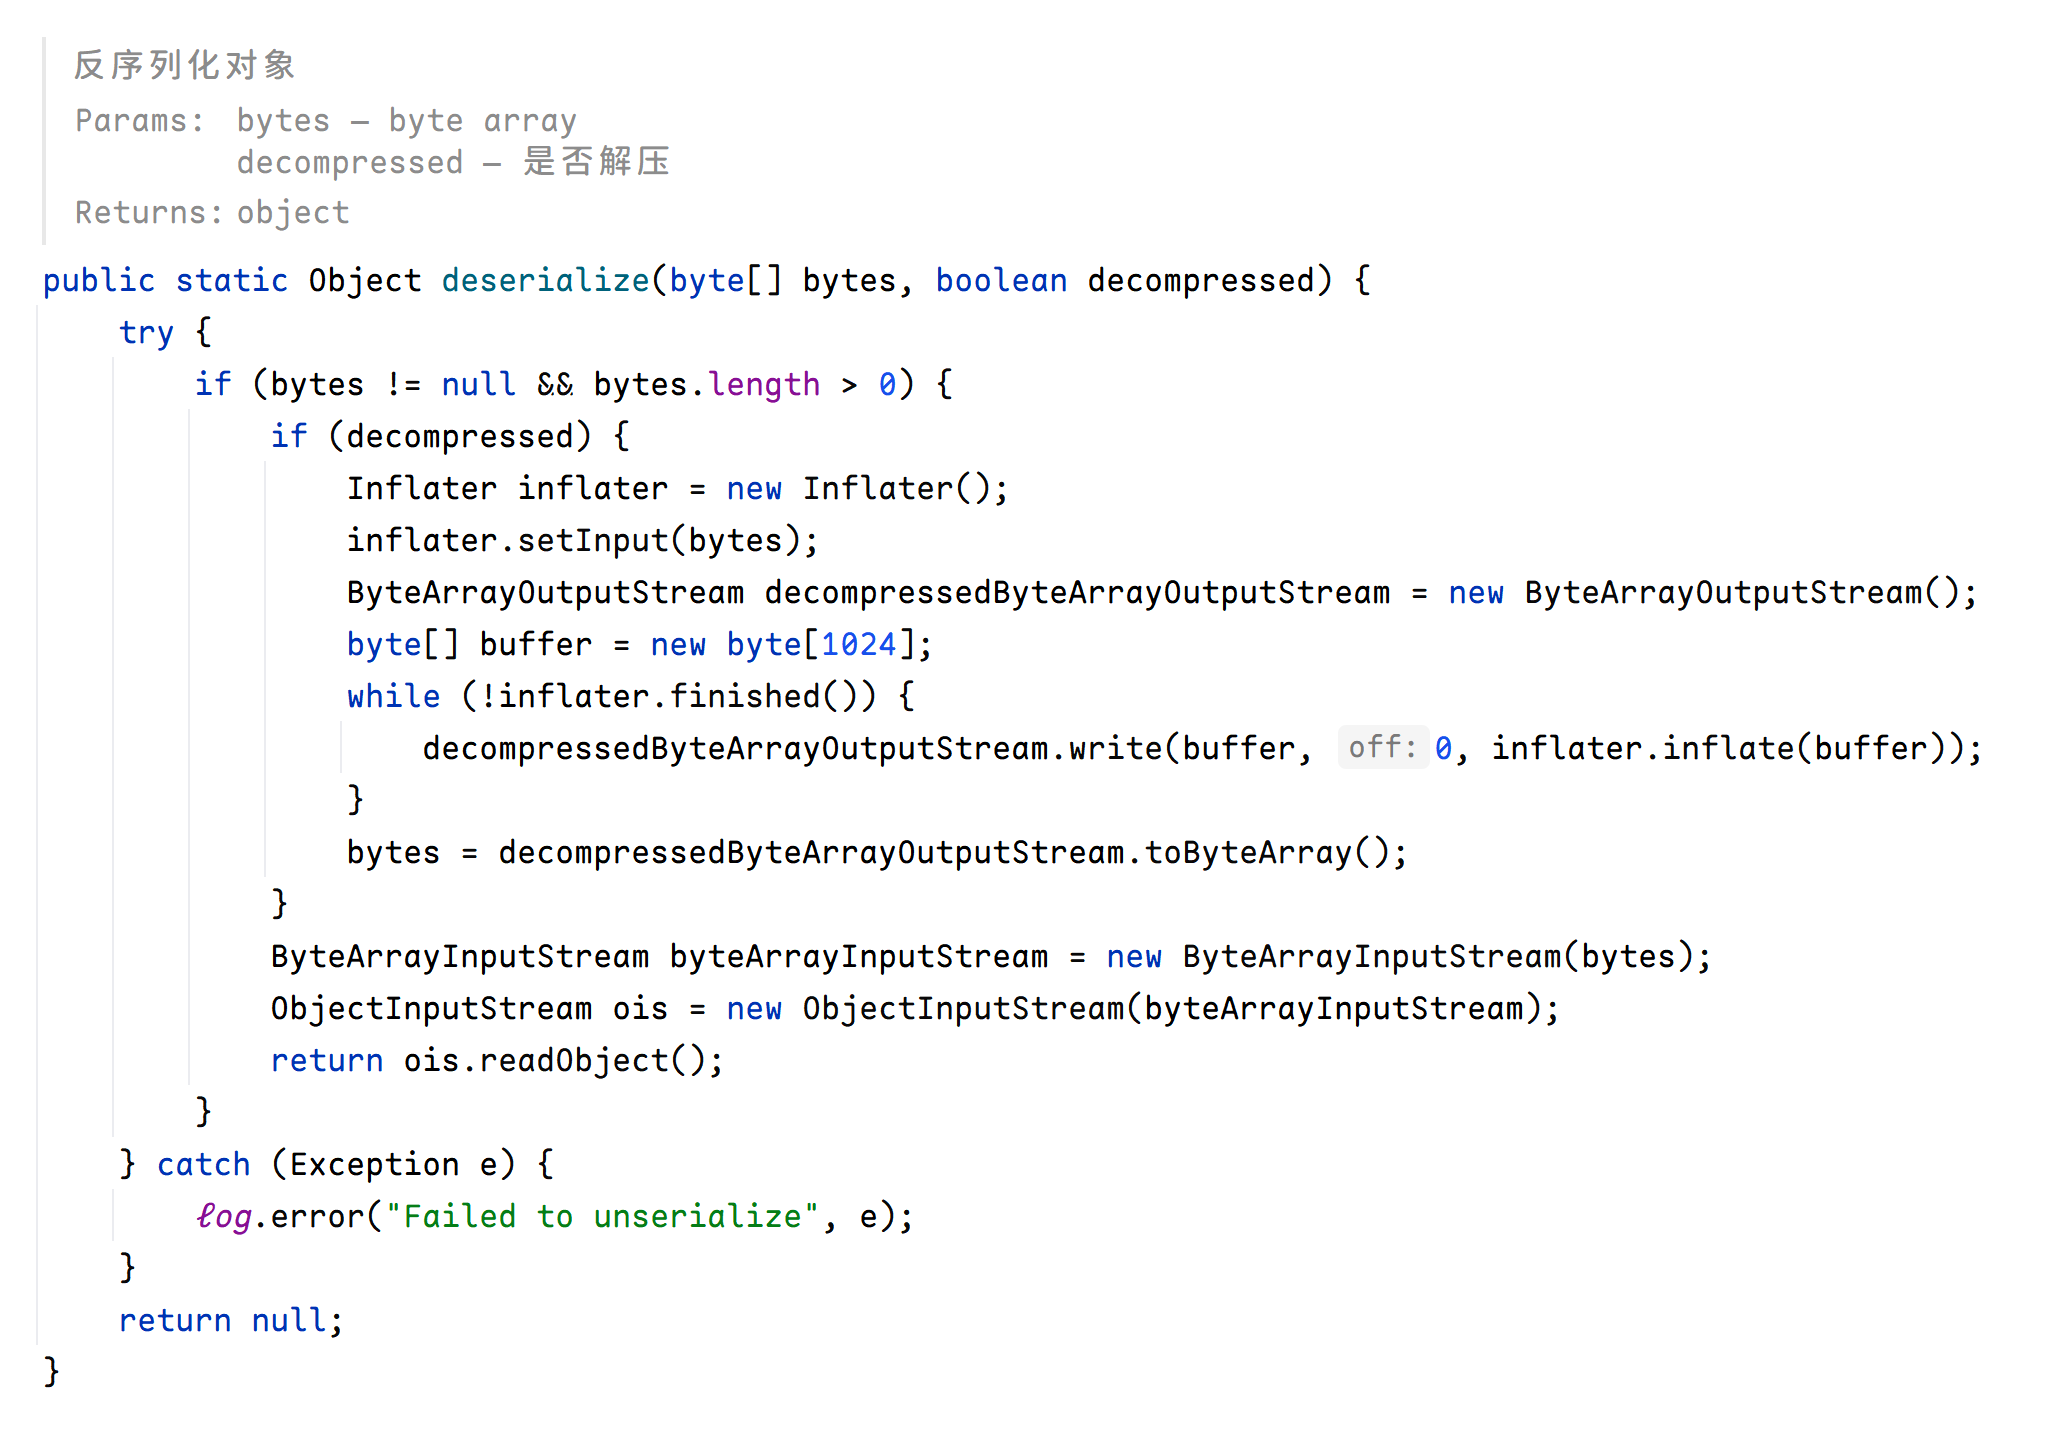 反序列化对象
Params: bytes – byte array
decompressed – 是否解压
Returns: object
public static Object deserialize(byte[] bytes, boolean decompressed) {
    try {
        if (bytes != null && bytes.length > 0) {
            if (decompressed) {
                Inflater inflater = new Inflater();
                inflater.setInput(bytes);
                ByteArrayOutputStream decompressedByteArrayOutputStream = new ByteArrayOutputStream();
                byte[] buffer = new byte[1024];
                while (!inflater.finished()) {
                    decompressedByteArrayOutputStream.write(buffer, off: 0, inflater.inflate(buffer));
                }
                bytes = decompressedByteArrayOutputStream.toByteArray();
            }
            ByteArrayInputStream byteArrayInputStream = new ByteArrayInputStream(bytes);
            ObjectInputStream ois = new ObjectInputStream(byteArrayInputStream);
            return ois.readObject();
        }
    } catch (Exception e) {
        log.error("Failed to unserialize", e);
    }
    return null;
}